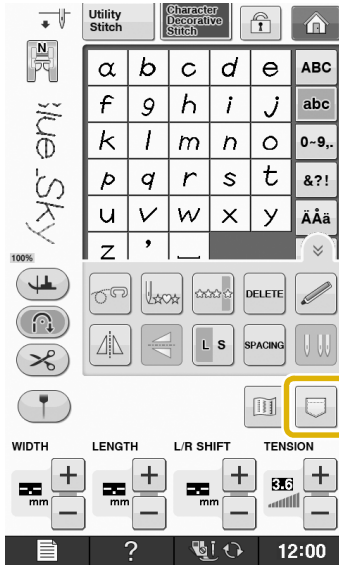 Utility Stitch
Character Decorative Stitch
N
a b c d e ABC
f g h i j abc
k l m n o 0~9,.
p q r s t &?!
u v w x y ÄÅä
z ’ _
Blue_Sky
100%
DELETE
L S
SPACING
WIDTH LENGTH L/R SHIFT TENSION
mm + mm + mm + 3.6 +
− − − −
? 12:00